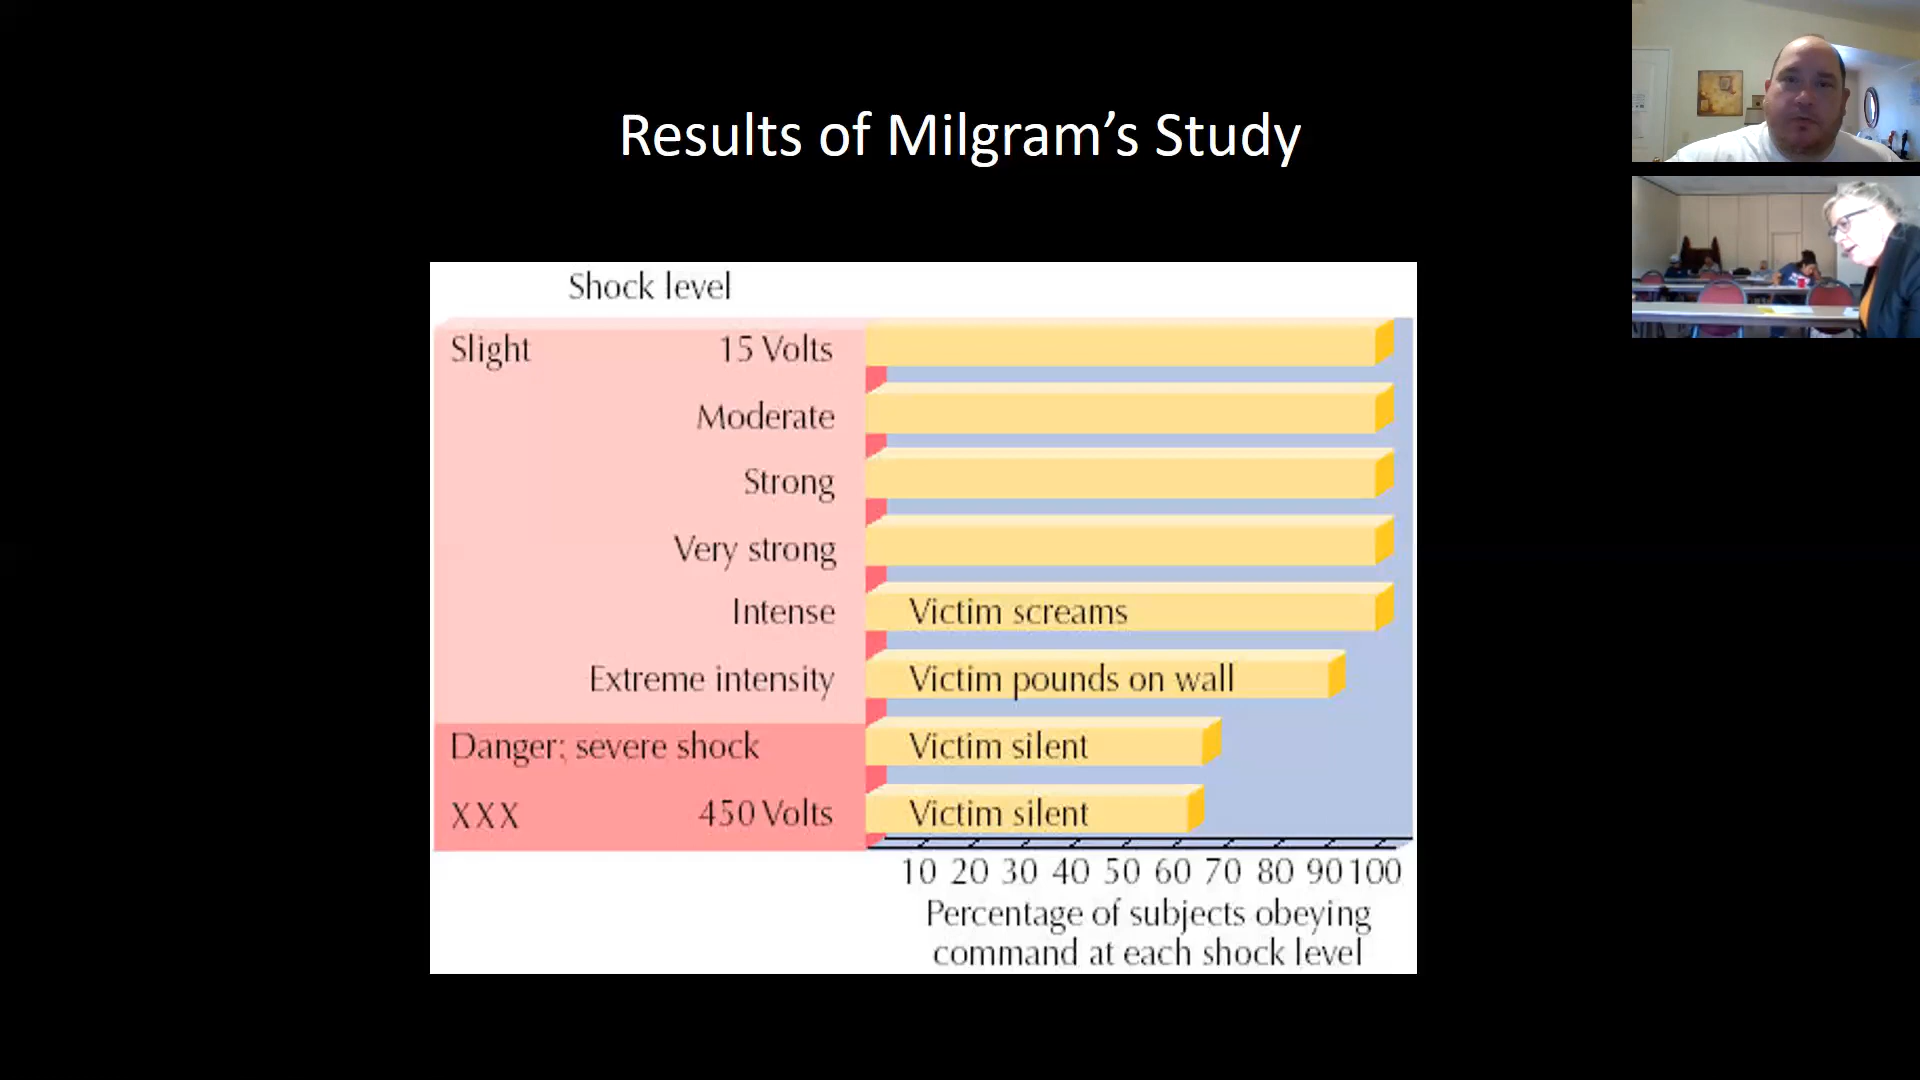 Results of Milgram’s Study
Shock level
Slight 15 Volts
Moderate
Strong
Very strong
Intense Victim screams
Extreme intensity Victim pounds on wall
Danger; severe shock Victim silent
XXX 450 Volts Victim silent
10 20 30 40 50 60 70 80 90 100
Percentage of subjects obeying
command at each shock level